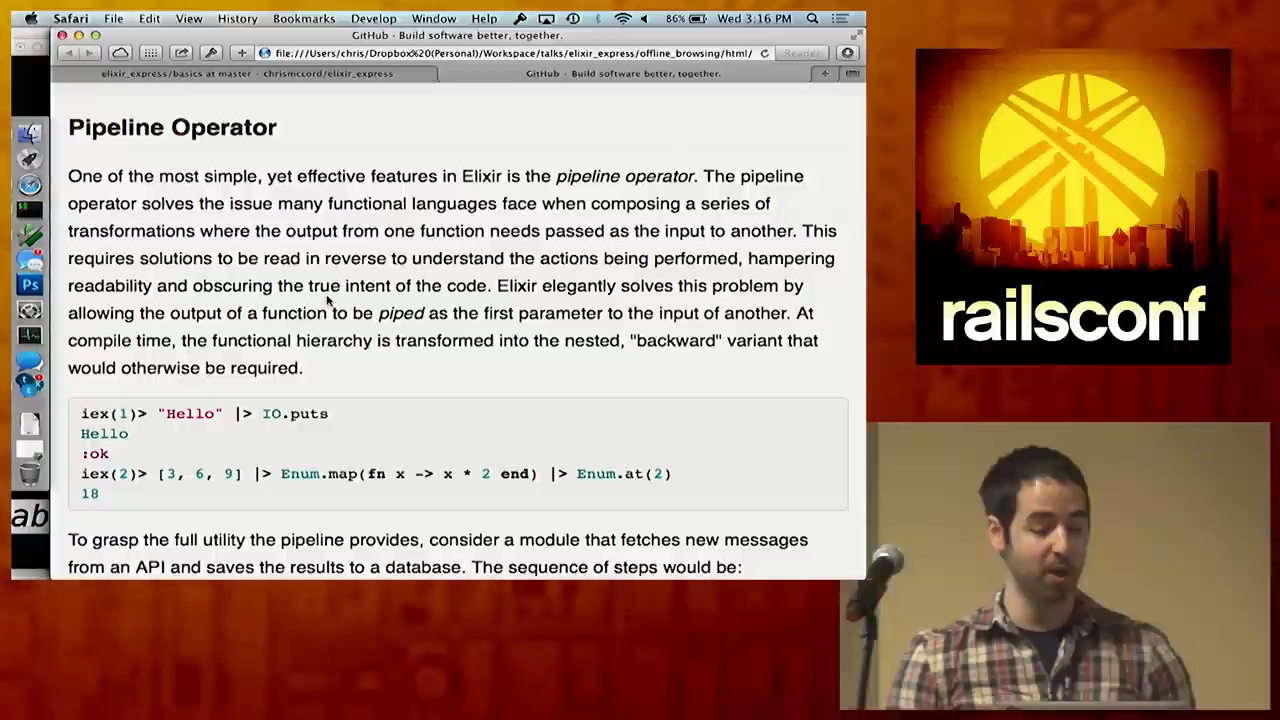 Safari File Edit View History Bookmarks Develop Window Help 86% Wed 3:16 PM
GitHub - Build software better, together.
file:///Users/chris/Dropbox%20(Personal)/Workspace/talks/elixir_express/offline_browsing/html/ Reader
elixir_express/basics at master - chrismccord/elixir_express GitHub - Build software better, together.
Pipeline Operator
One of the most simple, yet effective features in Elixir is the pipeline operator. The pipeline
operator solves the issue many functional languages face when composing a series of
transformations where the output from one function needs passed as the input to another. This
requires solutions to be read in reverse to understand the actions being performed, hampering
readability and obscuring the true intent of the code. Elixir elegantly solves this problem by
allowing the output of a function to be piped as the first parameter to the input of another. At
compile time, the functional hierarchy is transformed into the nested, "backward" variant that
would otherwise be required.
iex(1)> "Hello" |> IO.puts
Hello
:ok
iex(2)> [3, 6, 9] |> Enum.map(fn x -> x * 2 end) |> Enum.at(2)
18
To grasp the full utility the pipeline provides, consider a module that fetches new messages
from an API and saves the results to a database. The sequence of steps would be:
Ps
ab
railsconf